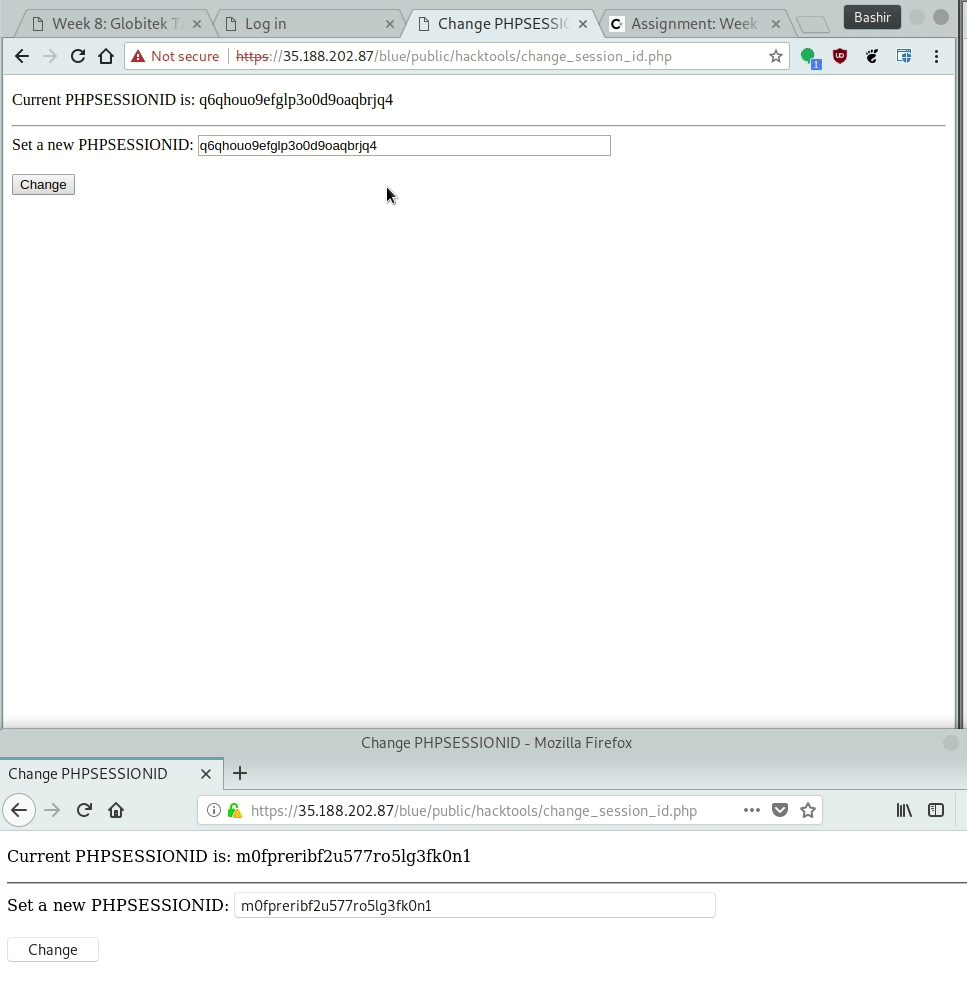 Week 8: Globitek T
Log in
Change PHPSESSIO
Assignment: Week
Bashir
Not secure
https://35.188.202.87/blue/public/hacktools/change_session_id.php
1
Current PHPSESSIONID is: q6qhouo9efglp3o0d9oaqbrjq4
Set a new PHPSESSIONID: q6qhouo9efglp3o0d9oaqbrjq4
Change
Change PHPSESSIONID - Mozilla Firefox
Change PHPSESSIONID
https://35.188.202.87/blue/public/hacktools/change_session_id.php
Current PHPSESSIONID is: m0fpreribf2u577ro5lg3fk0n1
Set a new PHPSESSIONID: m0fpreribf2u577ro5lg3fk0n1
Change